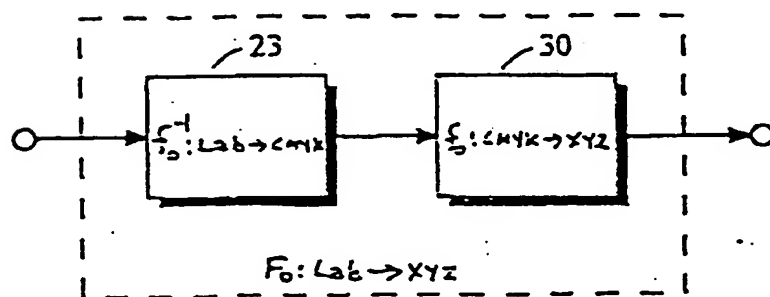 23
30
f₀⁻¹: Lab→CMYK
f₀: CMYK→XYZ
F₀: Lab→XYZ